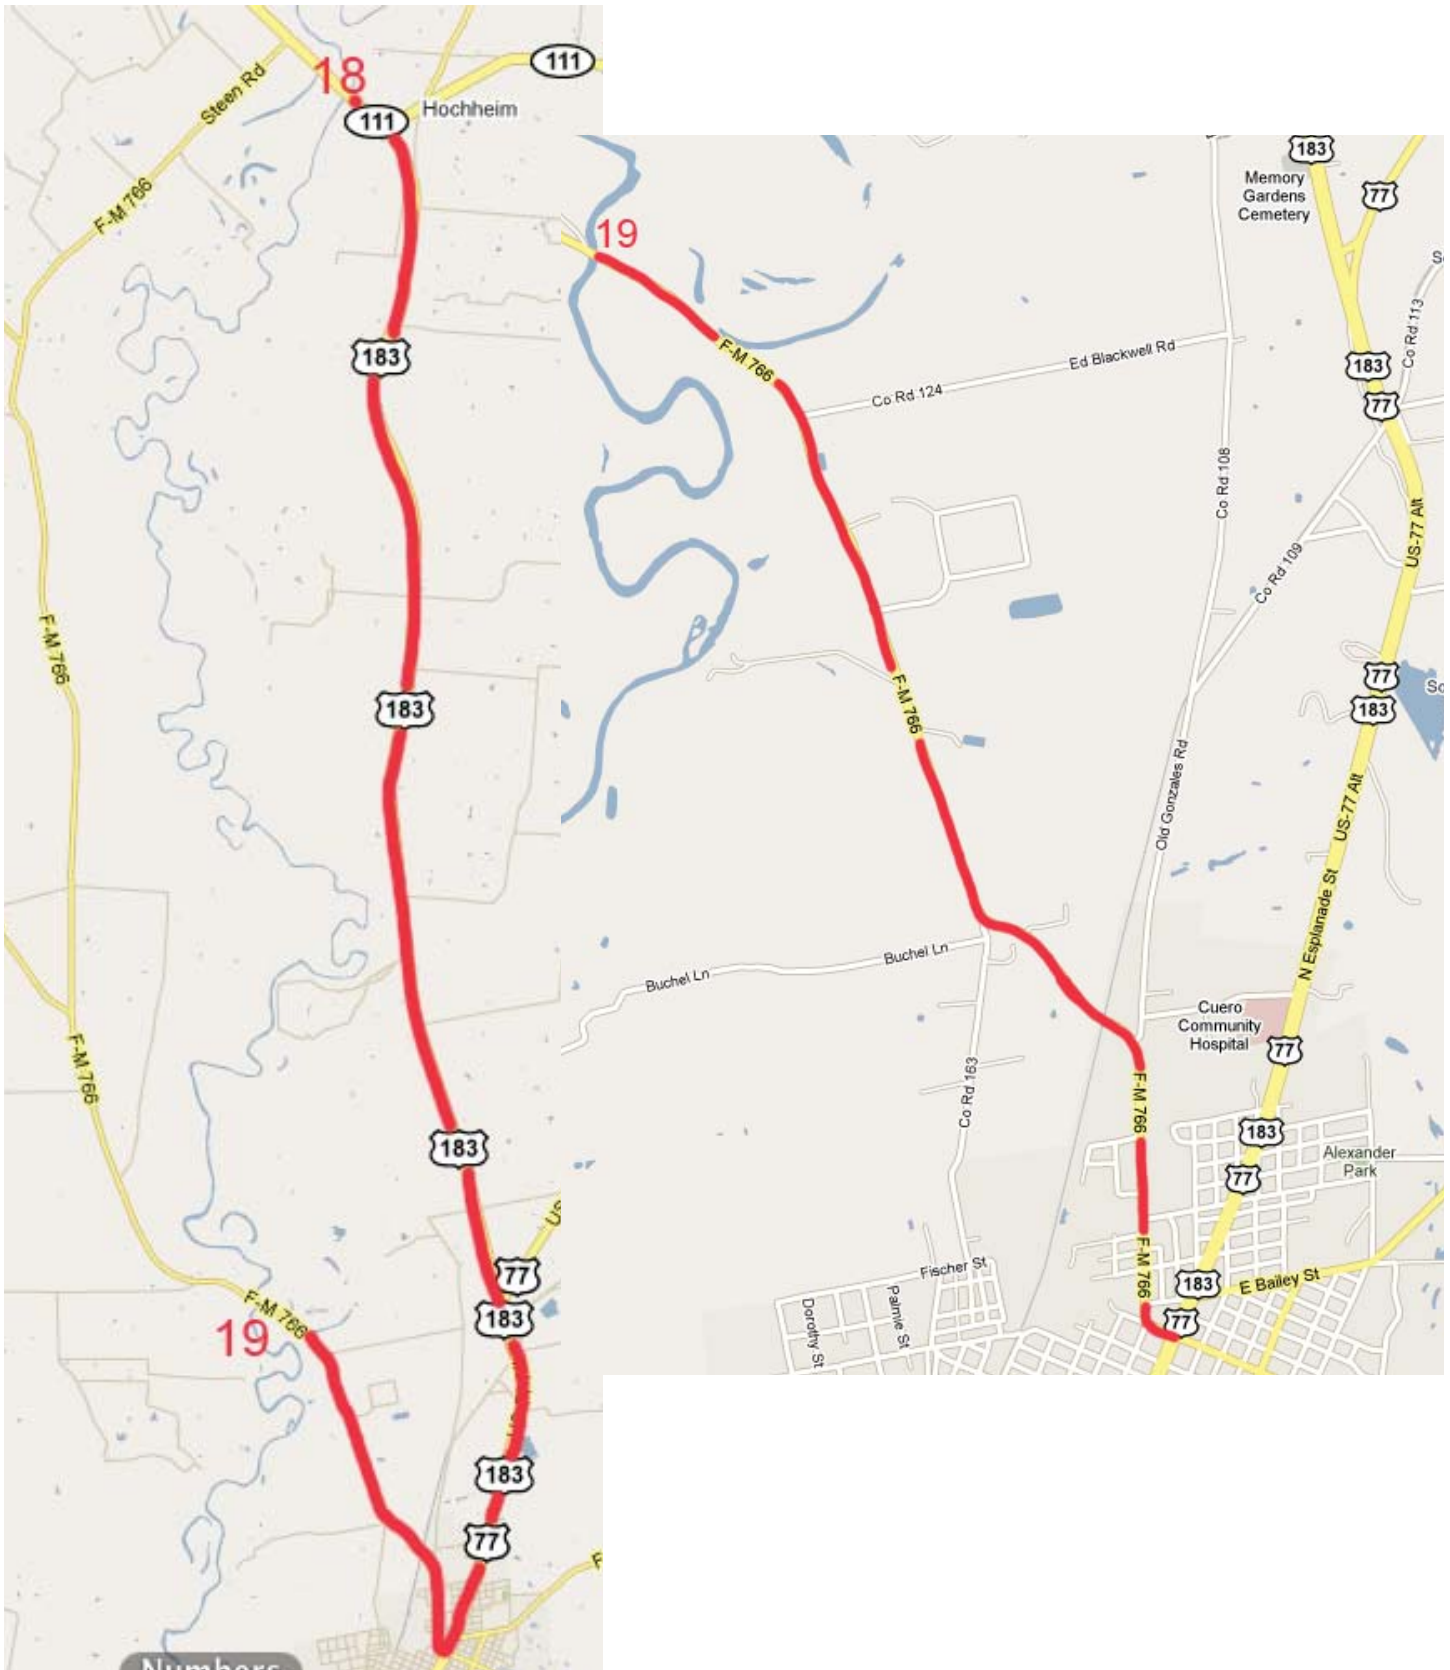 18
111
111
Hochheim
Steen Rd
F-M 766
183
F-M 766
183
F-M 766
183
77
183
F-M 766
19
183
77
Numbers
183
Memory
Gardens
Cemetery
77
19
F-M 766
Ed Blackwell Rd
Co Rd 124
Co Rd 113
183
77
Co Rd 108
US-77 Alt
Co Rd 109
77
183
F-M 766
Old Gonzales Rd
US-77 Alt
N Esplanade St
Buchel Ln
Buchel Ln
Cuero
Community
Hospital
77
Co Rd 163
F-M 766
183
Alexander
Park
77
Fischer St
F-M 766
183
E Bailey St
Dorothy St
Palmie St
77